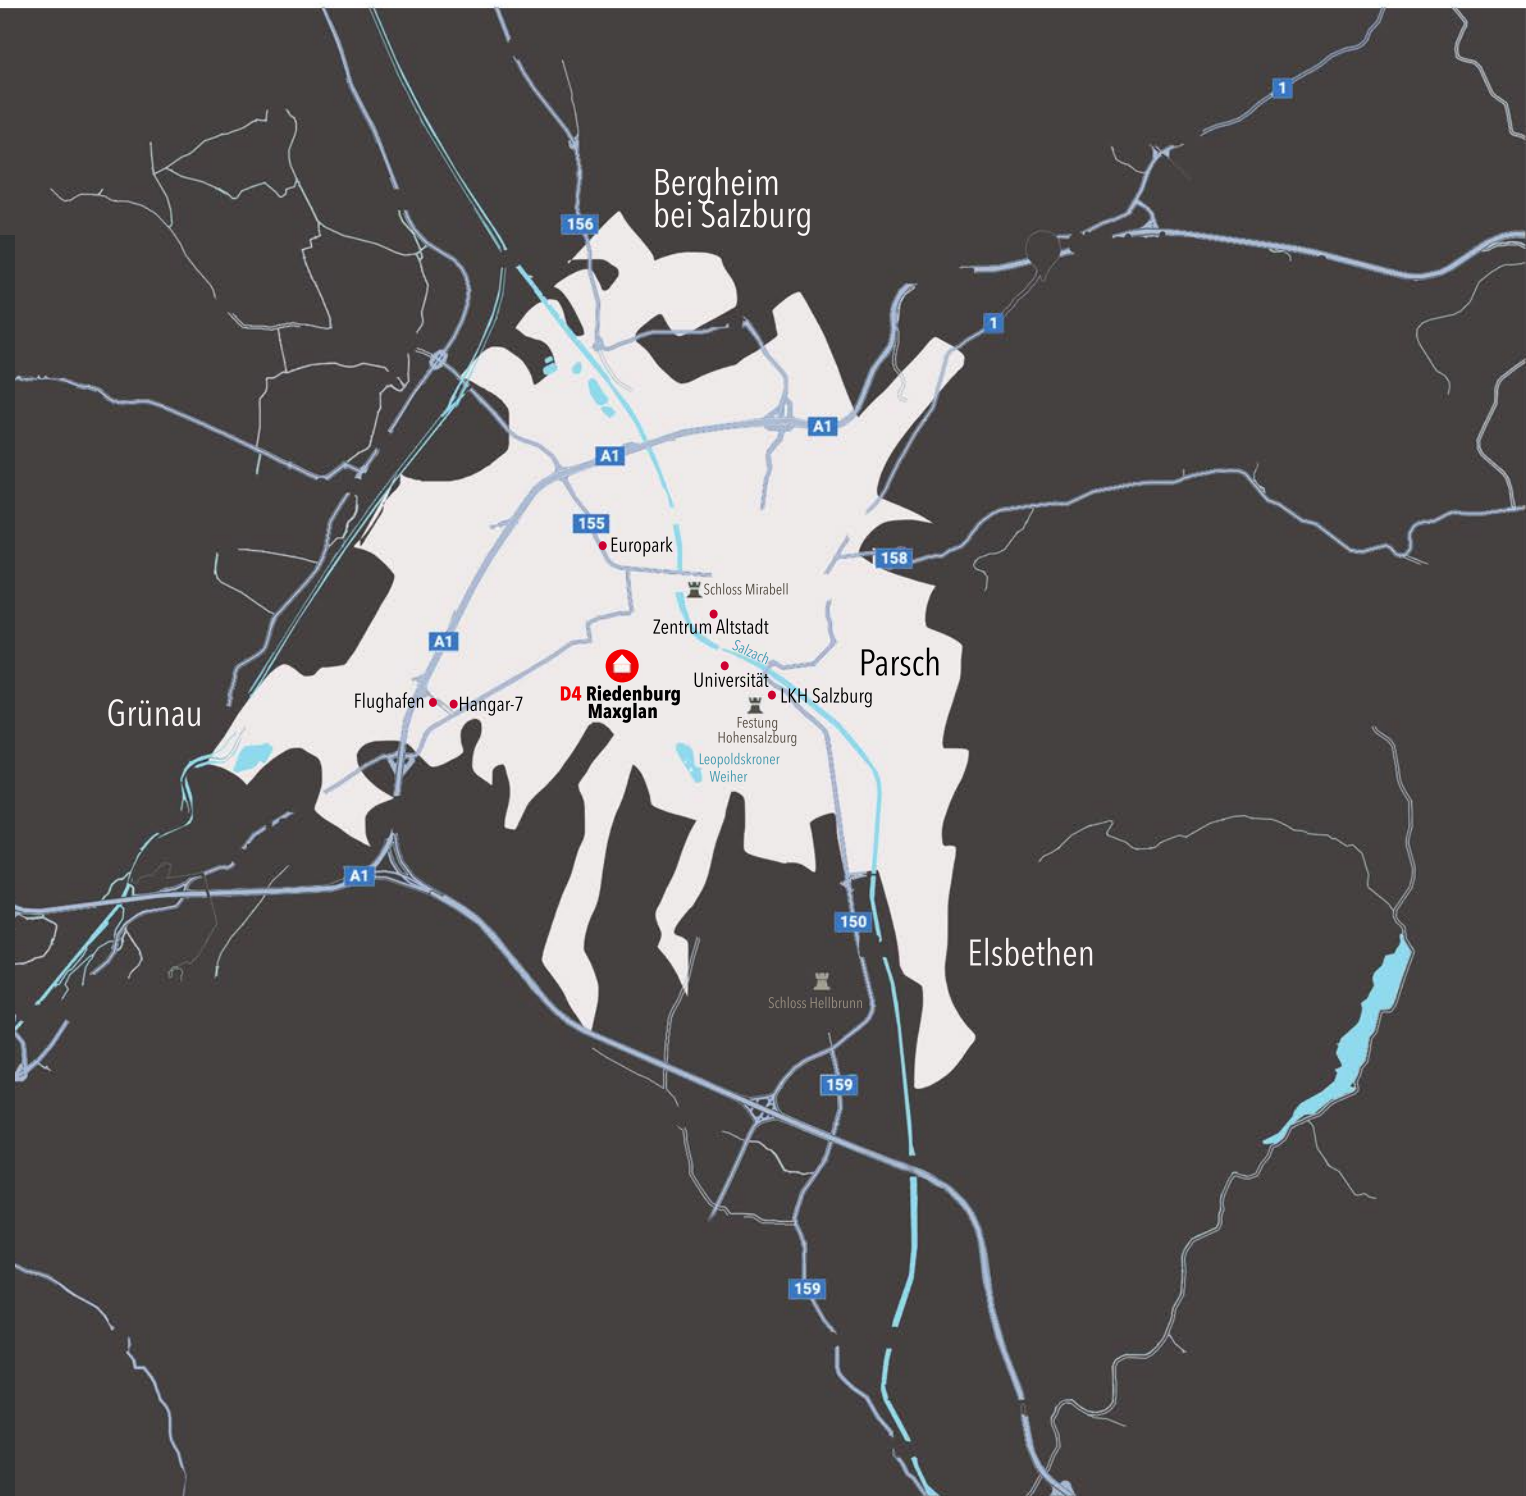 1
Bergheim
bei Salzburg
156
1
A1
A1
155
Europark
158
Schloss Mirabell
Zentrum Altstadt
A1
Salzach
Parsch
Universität
D4 Riedenburg
Maxglan
LKH Salzburg
Flughafen
Hangar-7
Grünau
Festung
Hohensalzburg
Leopoldskroner
Weiher
A1
150
Elsbethen
Schloss Hellbrunn
159
159